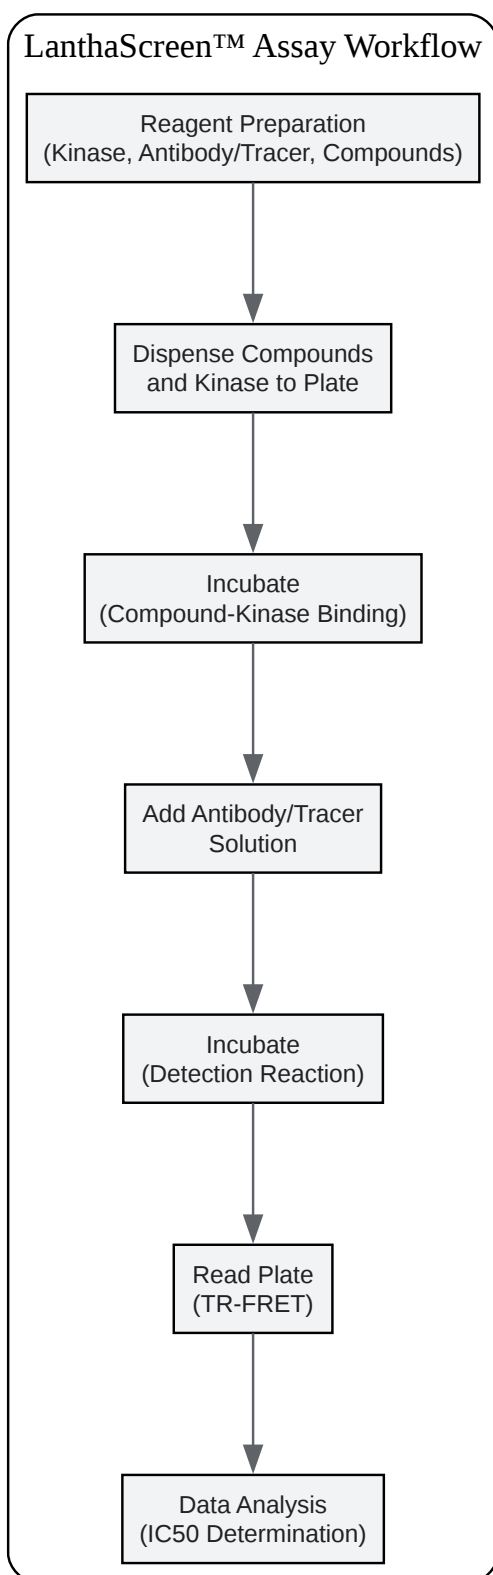 LanthaScreen™ Assay Workflow
Reagent Preparation
(Kinase, Antibody/Tracer, Compounds)
Dispense Compounds
and Kinase to Plate
Incubate
(Compound-Kinase Binding)
Add Antibody/Tracer
Solution
Incubate
(Detection Reaction)
Read Plate
(TR-FRET)
Data Analysis
(IC50 Determination)